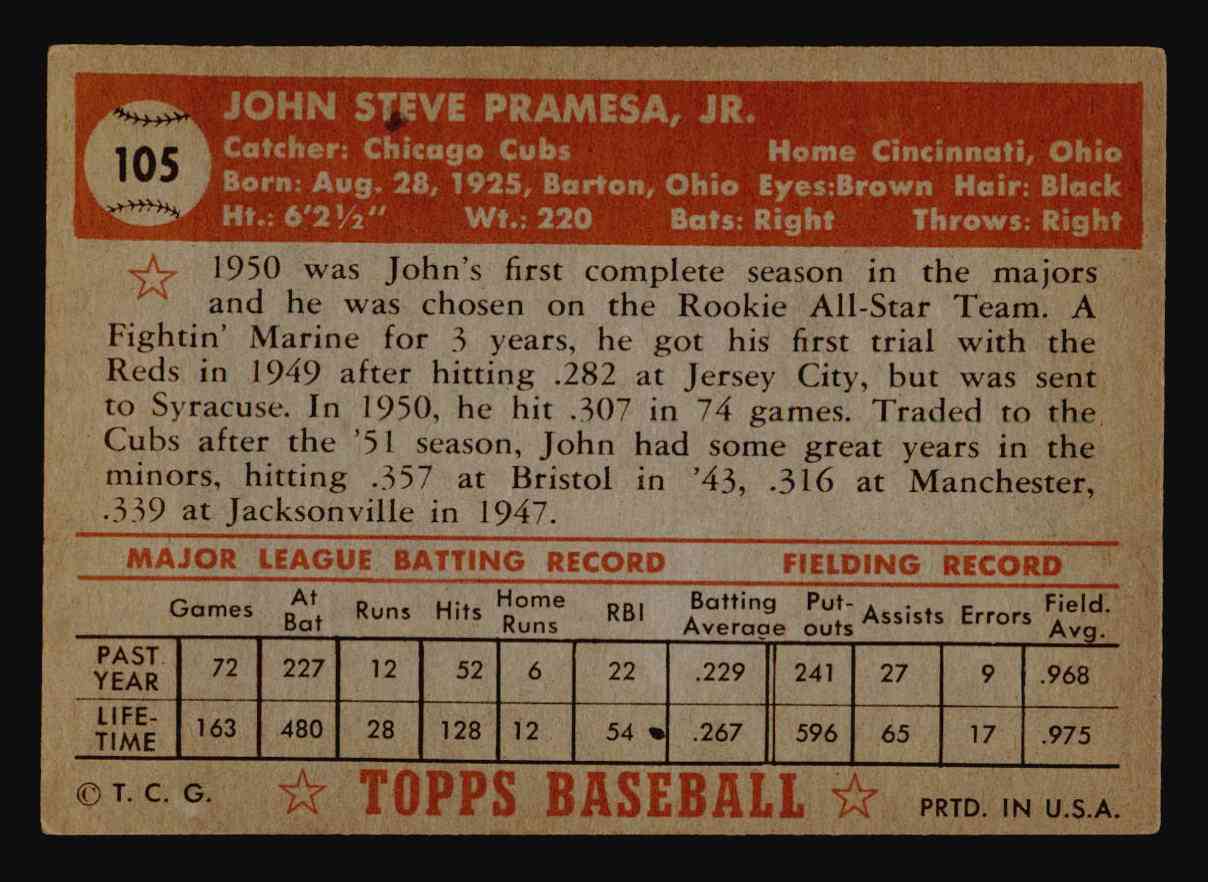 JOHN STEVE PRAMESA, JR.
105
Catcher: Chicago Cubs Home Cincinnati, Ohio
Born: Aug. 28, 1925, Barton, Ohio Eyes:Brown Hair: Black
Ht.: 6'2½" Wt.: 220 Bats: Right Throws: Right
1950 was John's first complete season in the majors
and he was chosen on the Rookie All-Star Team. A
Fightin' Marine for 3 years, he got his first trial with the
Reds in 1949 after hitting .282 at Jersey City, but was sent
to Syracuse. In 1950, he hit .307 in 74 games. Traded to the
Cubs after the '51 season, John had some great years in the
minors, hitting .357 at Bristol in '43, .316 at Manchester,
.339 at Jacksonville in 1947.
MAJOR LEAGUE BATTING RECORD FIELDING RECORD
Games At Bat Runs Hits Home Runs RBI Batting Average Put-outs Assists Errors Field. Avg.
PAST YEAR 72 227 12 52 6 22 .229 241 27 9 .968
LIFE-TIME 163 480 28 128 12 54 .267 596 65 17 .975
© T. C. G. TOPPS BASEBALL PRTD. IN U.S.A.